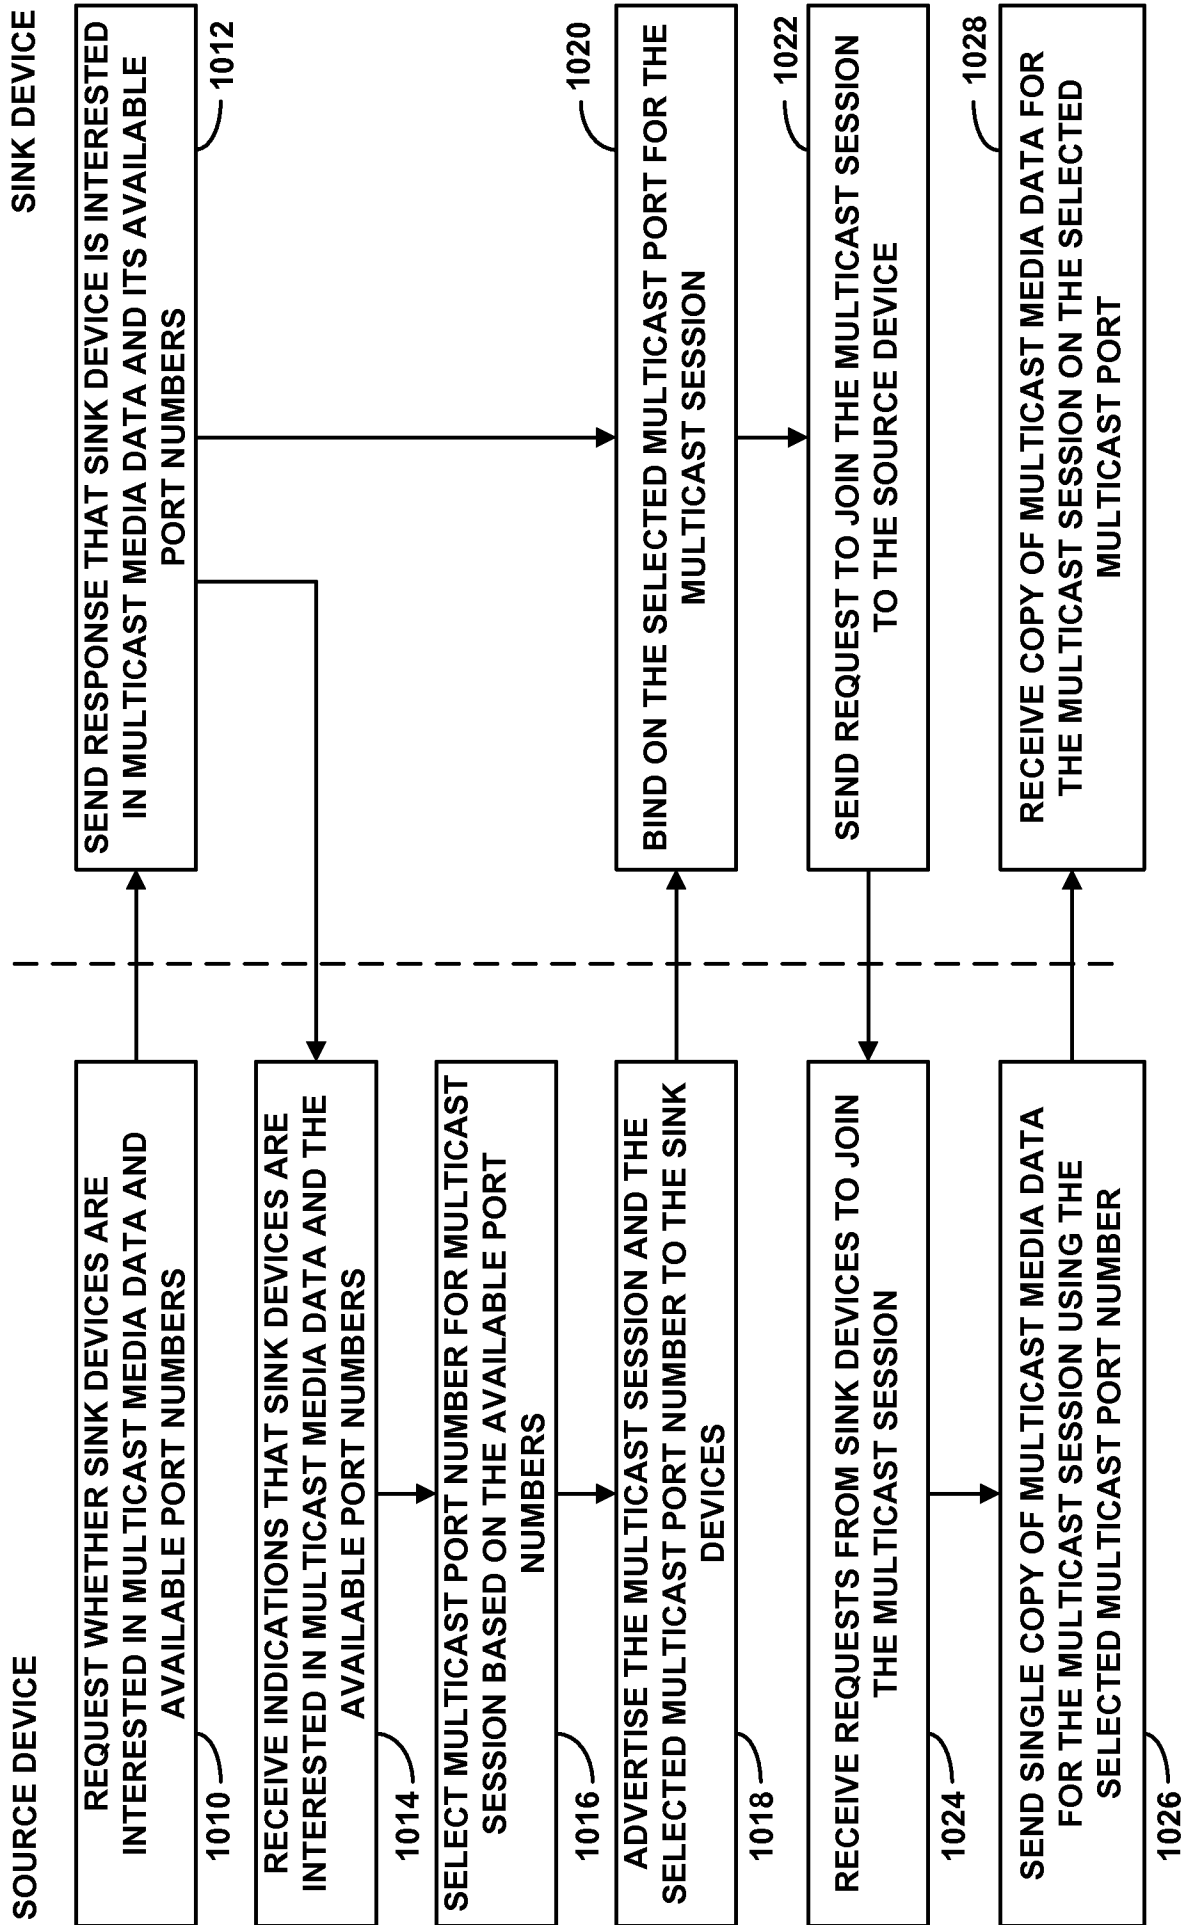 SOURCE DEVICE
SINK DEVICE
REQUEST WHETHER SINK DEVICES ARE
INTERESTED IN MULTICAST MEDIA DATA AND
AVAILABLE PORT NUMBERS
1010
SEND RESPONSE THAT SINK DEVICE IS INTERESTED
IN MULTICAST MEDIA DATA AND ITS AVAILABLE
PORT NUMBERS
1012
RECEIVE INDICATIONS THAT SINK DEVICES ARE
INTERESTED IN MULTICAST MEDIA DATA AND THE
AVAILABLE PORT NUMBERS
1014
SELECT MULTICAST PORT NUMBER FOR MULTICAST
SESSION BASED ON THE AVAILABLE PORT
NUMBERS
1016
ADVERTISE THE MULTICAST SESSION AND THE
SELECTED MULTICAST PORT NUMBER TO THE SINK
DEVICES
1018
BIND ON THE SELECTED MULTICAST PORT FOR THE
MULTICAST SESSION
1020
SEND REQUEST TO JOIN THE MULTICAST SESSION
TO THE SOURCE DEVICE
1022
RECEIVE REQUESTS FROM SINK DEVICES TO JOIN
THE MULTICAST SESSION
1024
SEND SINGLE COPY OF MULTICAST MEDIA DATA
FOR THE MULTICAST SESSION USING THE
SELECTED MULTICAST PORT NUMBER
1026
RECEIVE COPY OF MULTICAST MEDIA DATA FOR
THE MULTICAST SESSION ON THE SELECTED
MULTICAST PORT
1028